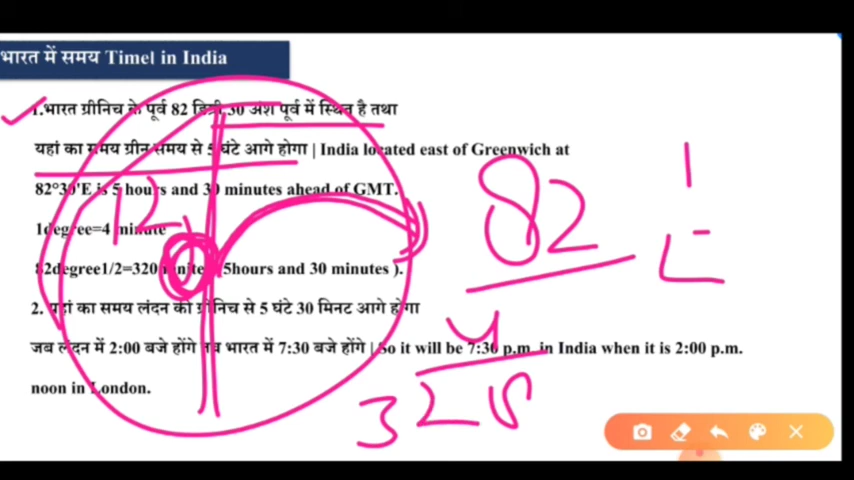 भारत में समय Timel in India
1.भारत ग्रीनिच के पूर्व 82 डिग्री 30 अंश पूर्व में स्थित है तथा
यहां का समय ग्रीन समय से 5 घंटे आगे होगा | India located east of Greenwich at
82°30'E is 5 hours and 30 minutes ahead of GMT.
1degree=4 minute
82degree1/2=320 5hours and 30 minutes ).
2. यहां का समय लंदन की ग्रीनिच से 5 घंटे 30 मिनट आगे होगा
जब लंदन में 2:00 बजे होंगे तब भारत में 7:30 बजे होंगे | So it will be 7:30 p.m. in India when it is 2:00 p.m.
noon in London.
82
4